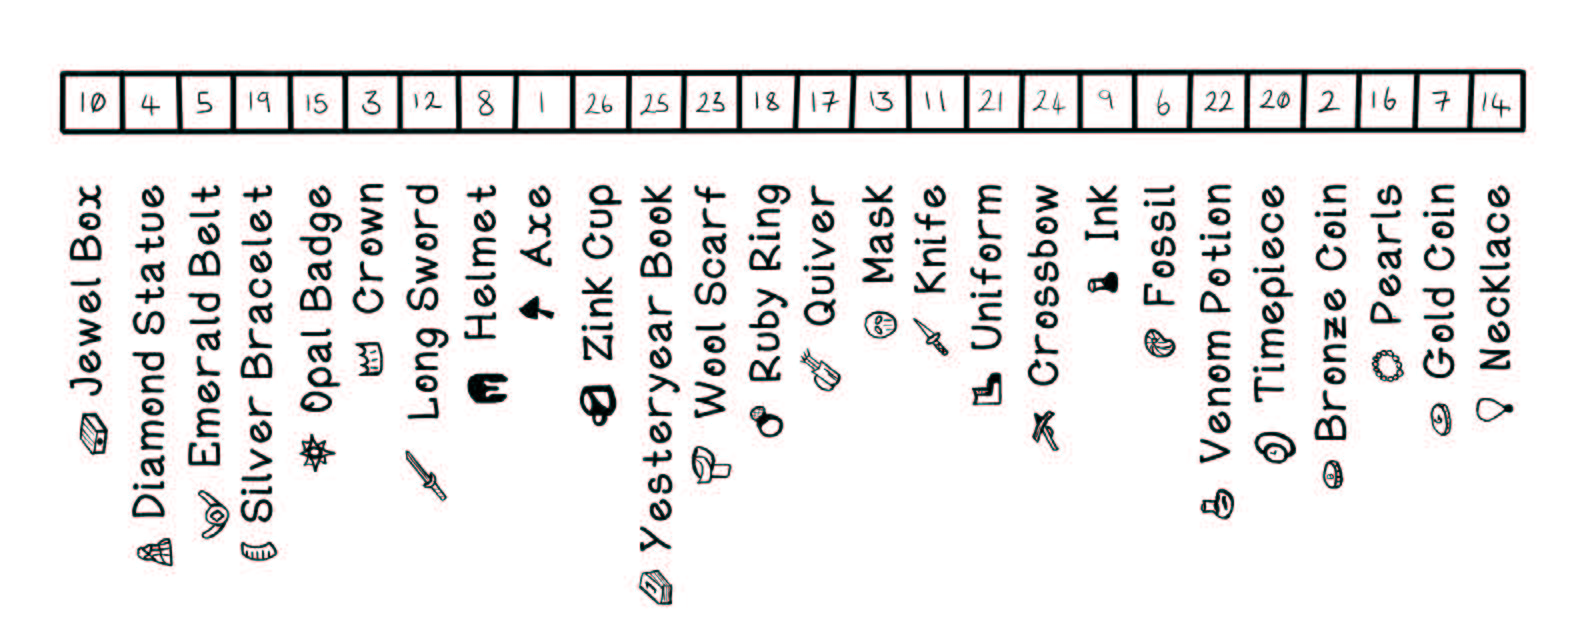 10 4 5 19 15 3 12 8 1 26 25 23 18 17 13 11 21 24 9 6 22 20 2 16 7 14
Jewel Box
Diamond Statue
Emerald Belt
Silver Bracelet
Opal Badge
Crown
Long Sword
Helmet
Axe
Zink Cup
Yesteryear Book
Wool Scarf
Ruby Ring
Quiver
Mask
Knife
Uniform
Crossbow
Ink
Fossil
Venom Potion
Timepiece
Bronze Coin
Pearls
Gold Coin
Necklace